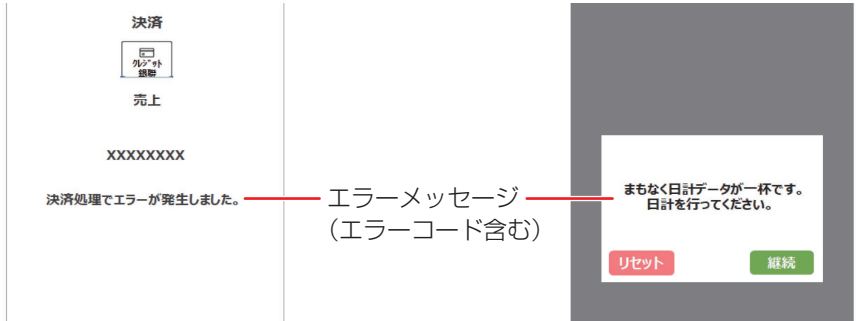 決済
クレジット
銀聯
売上
XXXXXXXX
決済処理でエラーが発生しました。
エラーメッセージ
（エラーコード含む）
まもなく日計データが一杯です。
日計を行ってください。
リセット
継続